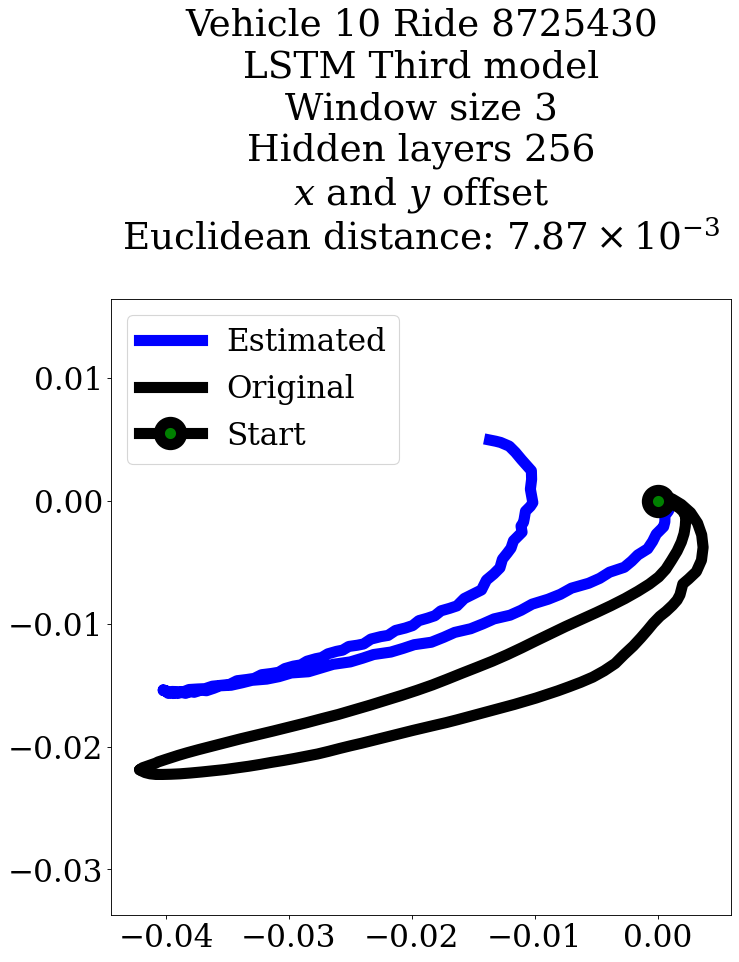 Vehicle 10 Ride 8725430
LSTM Third model
Window size 3
Hidden layers 256
x and y offset
Euclidean distance: 7.87 × 10⁻³
Estimated
Original
Start
0.01
0.00
−0.01
−0.02
−0.03
−0.04 −0.03 −0.02 −0.01 0.00